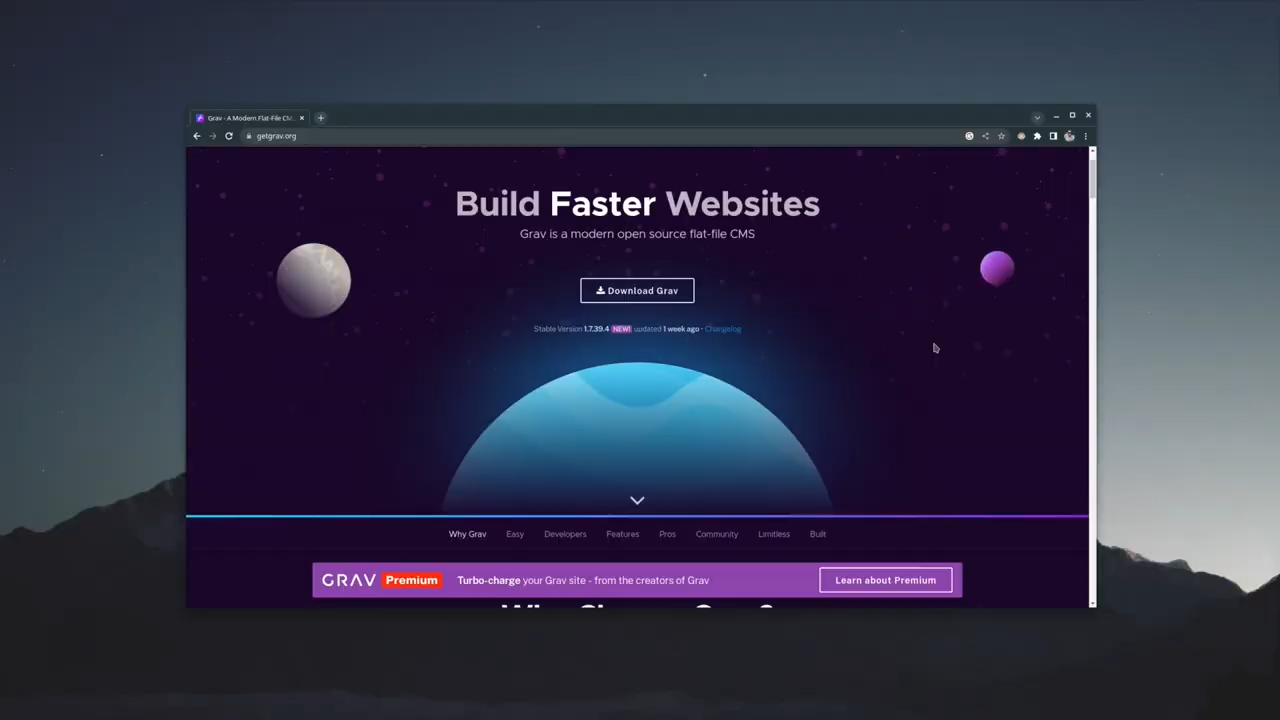 Grav - A Modern Flat-File CM...
getgrav.org
Build Faster Websites
Grav is a modern open source flat-file CMS
Download Grav
Stable Version 1.7.39.4 NEW! updated 1 week ago - Changelog
Why Grav Easy Developers Features Pros Community Limitless Built
GRAV Premium Turbo-charge your Grav site - from the creators of Grav Learn about Premium